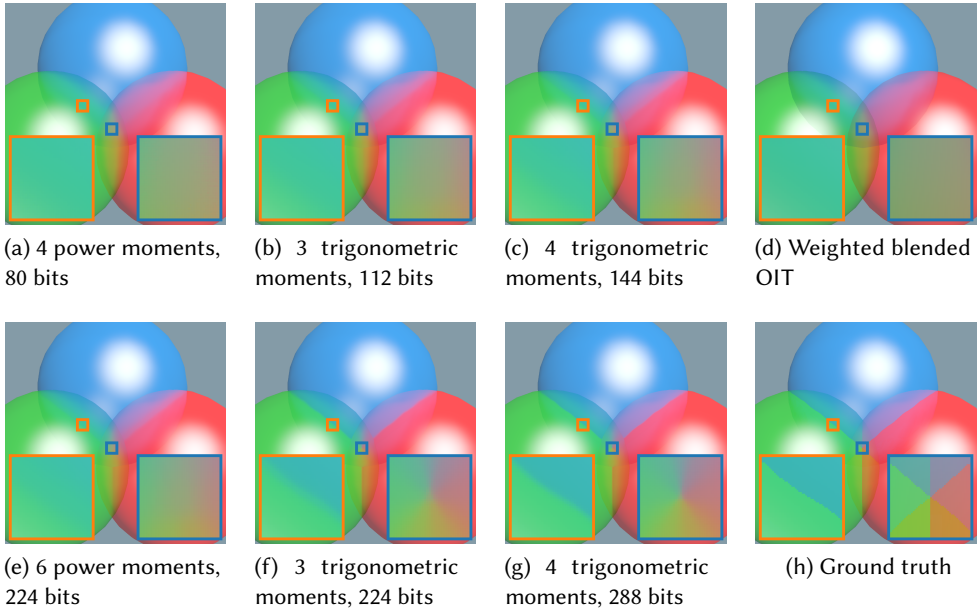 (a) 4 power moments,
80 bits
(b) 3 trigonometric
moments, 112 bits
(c) 4 trigonometric
moments, 144 bits
(d) Weighted blended
OIT
(e) 6 power moments,
224 bits
(f) 3 trigonometric
moments, 224 bits
(g) 4 trigonometric
moments, 288 bits
(h) Ground truth